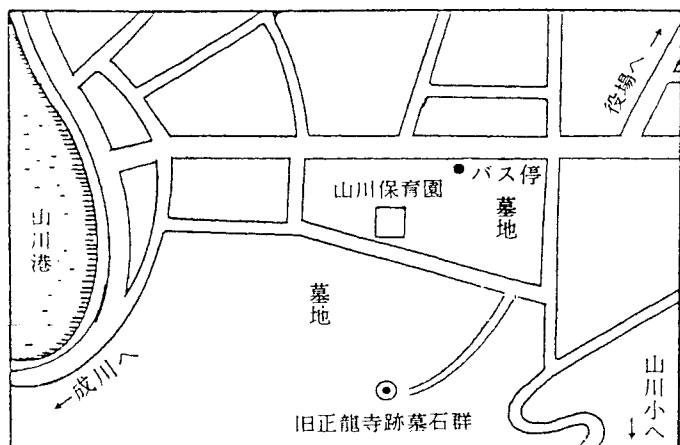 役場へ
バス停
山川保育園
墓地
山川港
墓地
成川へ
山川小へ
旧正龍寺跡墓石群